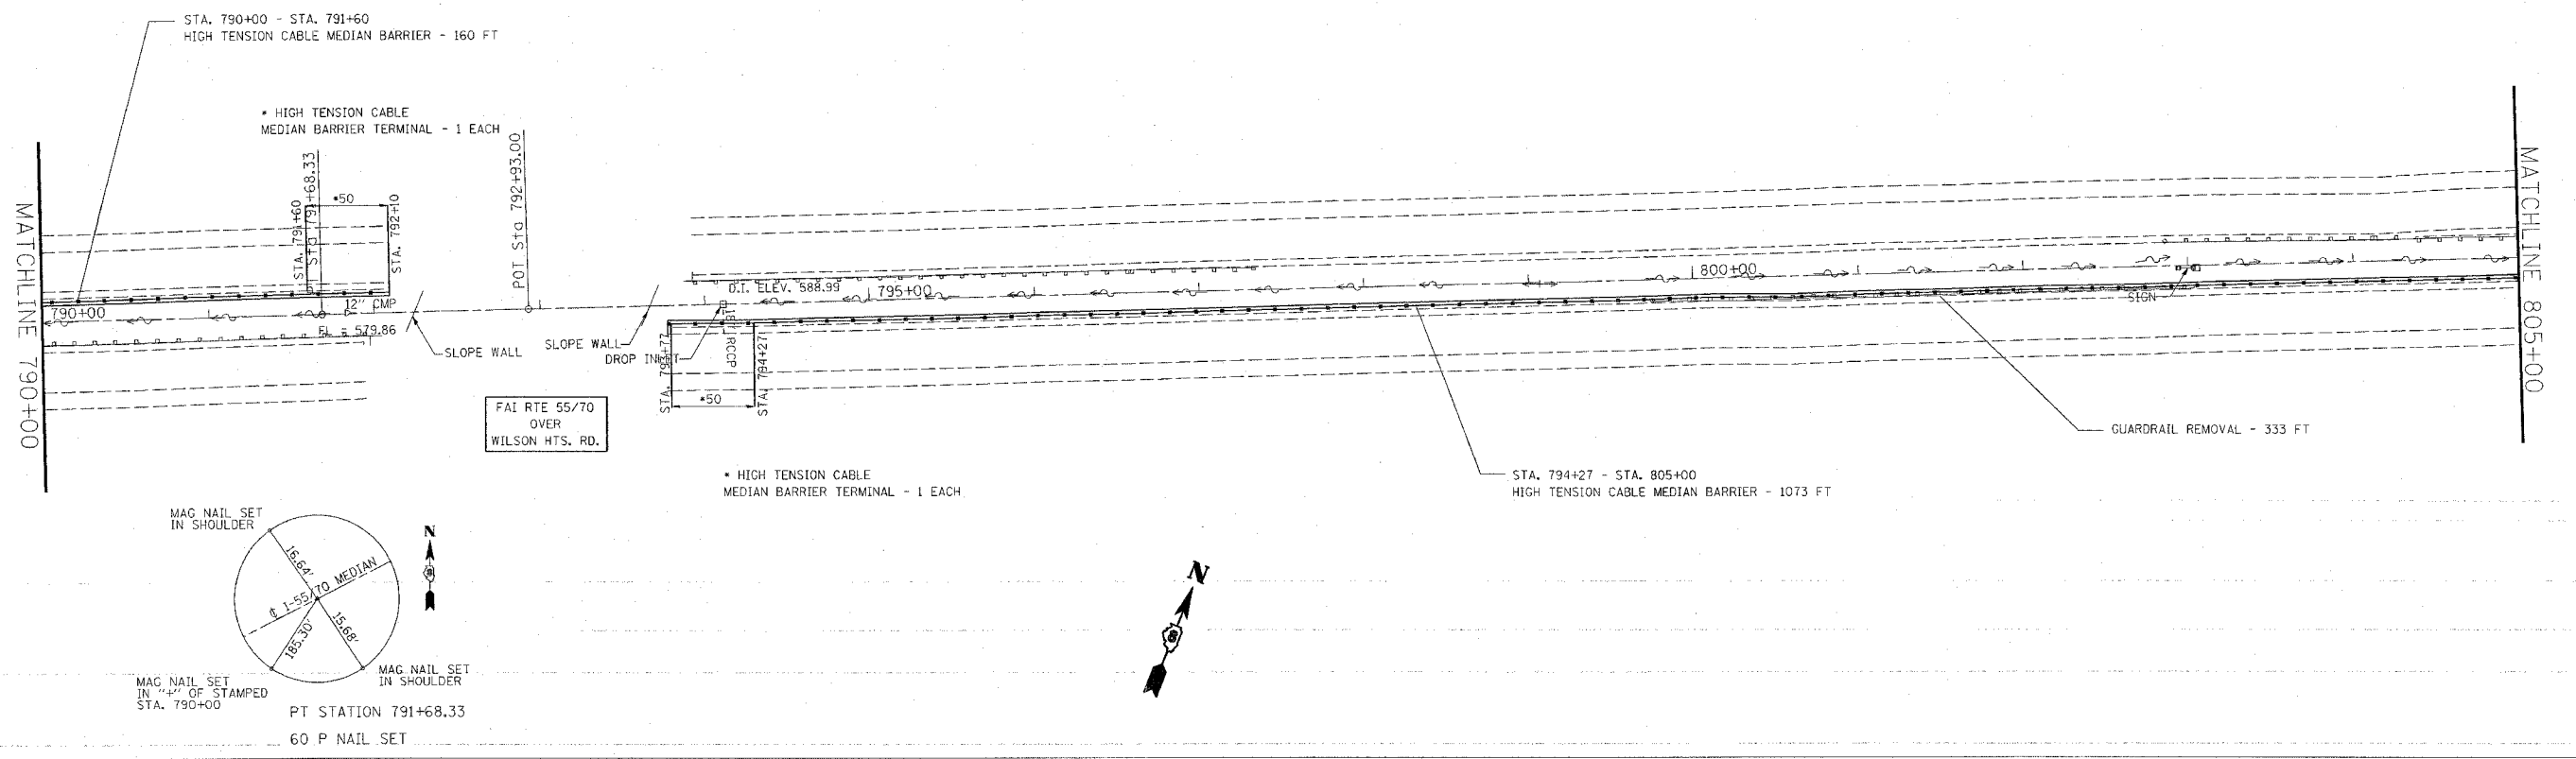 STA. 790+00 - STA. 791+60
HIGH TENSION CABLE MEDIAN BARRIER - 160 FT
* HIGH TENSION CABLE
MEDIAN BARRIER TERMINAL - 1 EACH
MATCHLINE 790+00
STA. 791+60
Sta 791+68.33
*50
STA. 792+10
POT Sta 792+93.00
790+00
12" CMP
FL = 579.86
SLOPE WALL
SLOPE WALL
DROP INLET
D.I. ELEV. 588.99
795+00
RCCP
STA. 793+77
*50
STA. 794+27
FAI RTE 55/70
OVER
WILSON HTS. RD.
* HIGH TENSION CABLE
MEDIAN BARRIER TERMINAL - 1 EACH
800+00
SIGN
MATCHLINE 805+00
GUARDRAIL REMOVAL - 333 FT
STA. 794+27 - STA. 805+00
HIGH TENSION CABLE MEDIAN BARRIER - 1073 FT
MAG NAIL SET
IN SHOULDER
16.64'
℄ I-55/70 MEDIAN
185.30'
15.68'
N
MAG NAIL SET
IN SHOULDER
MAG NAIL SET
IN "+" OF STAMPED
STA. 790+00
PT STATION 791+68.33
60 P NAIL SET
N